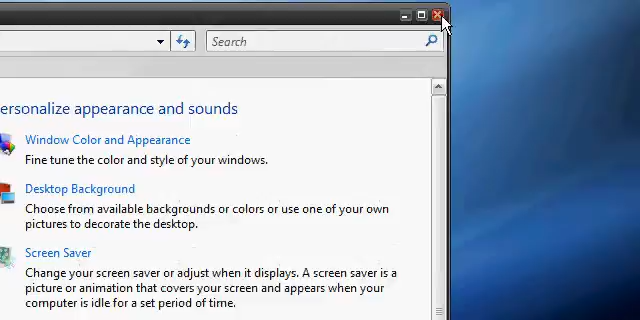 Search
ersonalize appearance and sounds
Window Color and Appearance
Fine tune the color and style of your windows.
Desktop Background
Choose from available backgrounds or colors or use one of your own
pictures to decorate the desktop.
Screen Saver
Change your screen saver or adjust when it displays. A screen saver is a
picture or animation that covers your screen and appears when your
computer is idle for a set period of time.